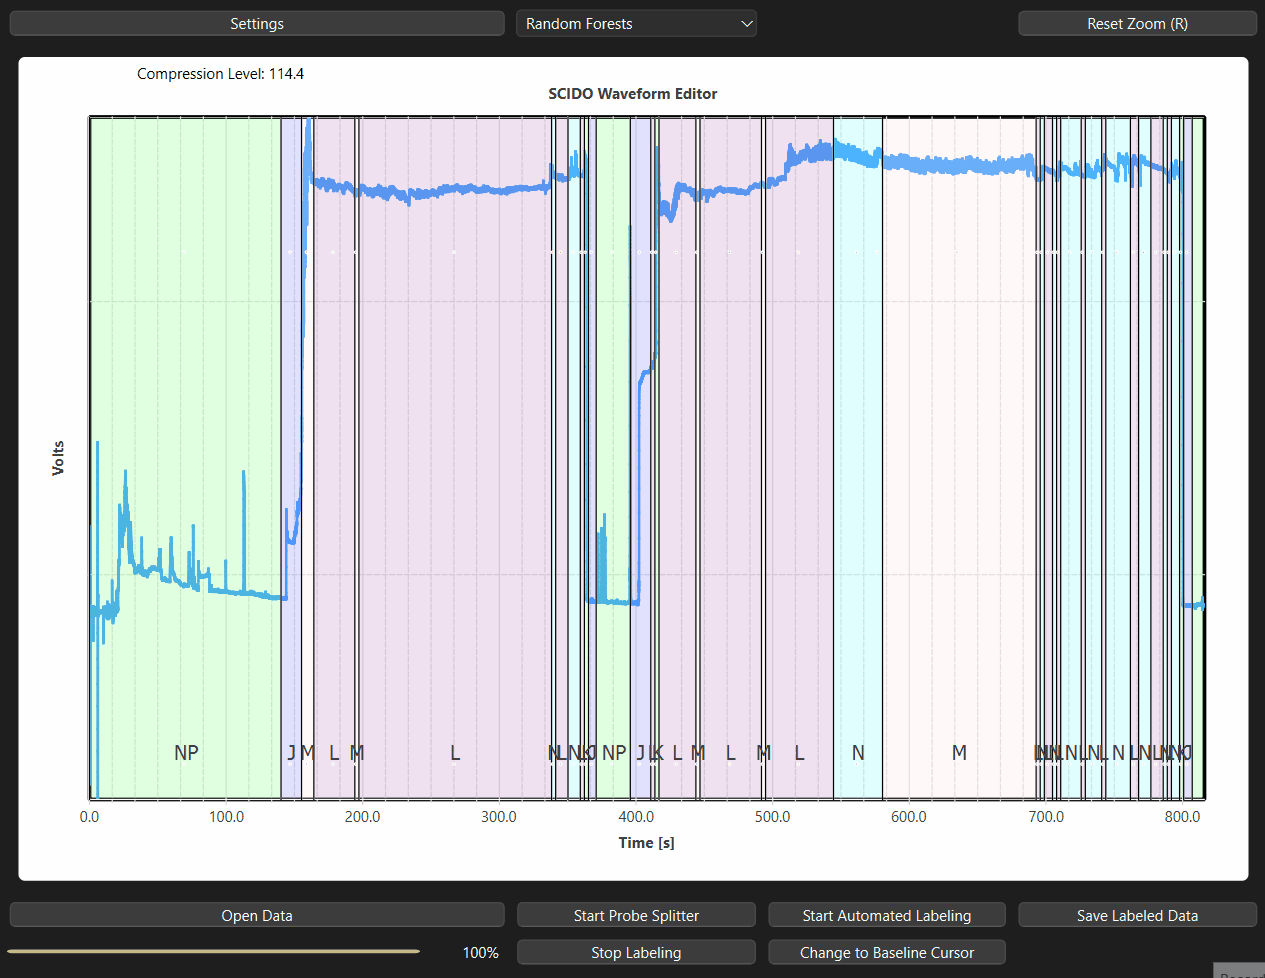 Settings
Random Forests
Reset Zoom (R)
Compression Level: 114.4
SCIDO Waveform Editor
Volts
NP J M L M L N L N K J NP J K L M L M L N M N L N L N L N L N L N K J
0.0 100.0 200.0 300.0 400.0 500.0 600.0 700.0 800.0
Time [s]
Open Data
Start Probe Splitter
Start Automated Labeling
Save Labeled Data
100%
Stop Labeling
Change to Baseline Cursor